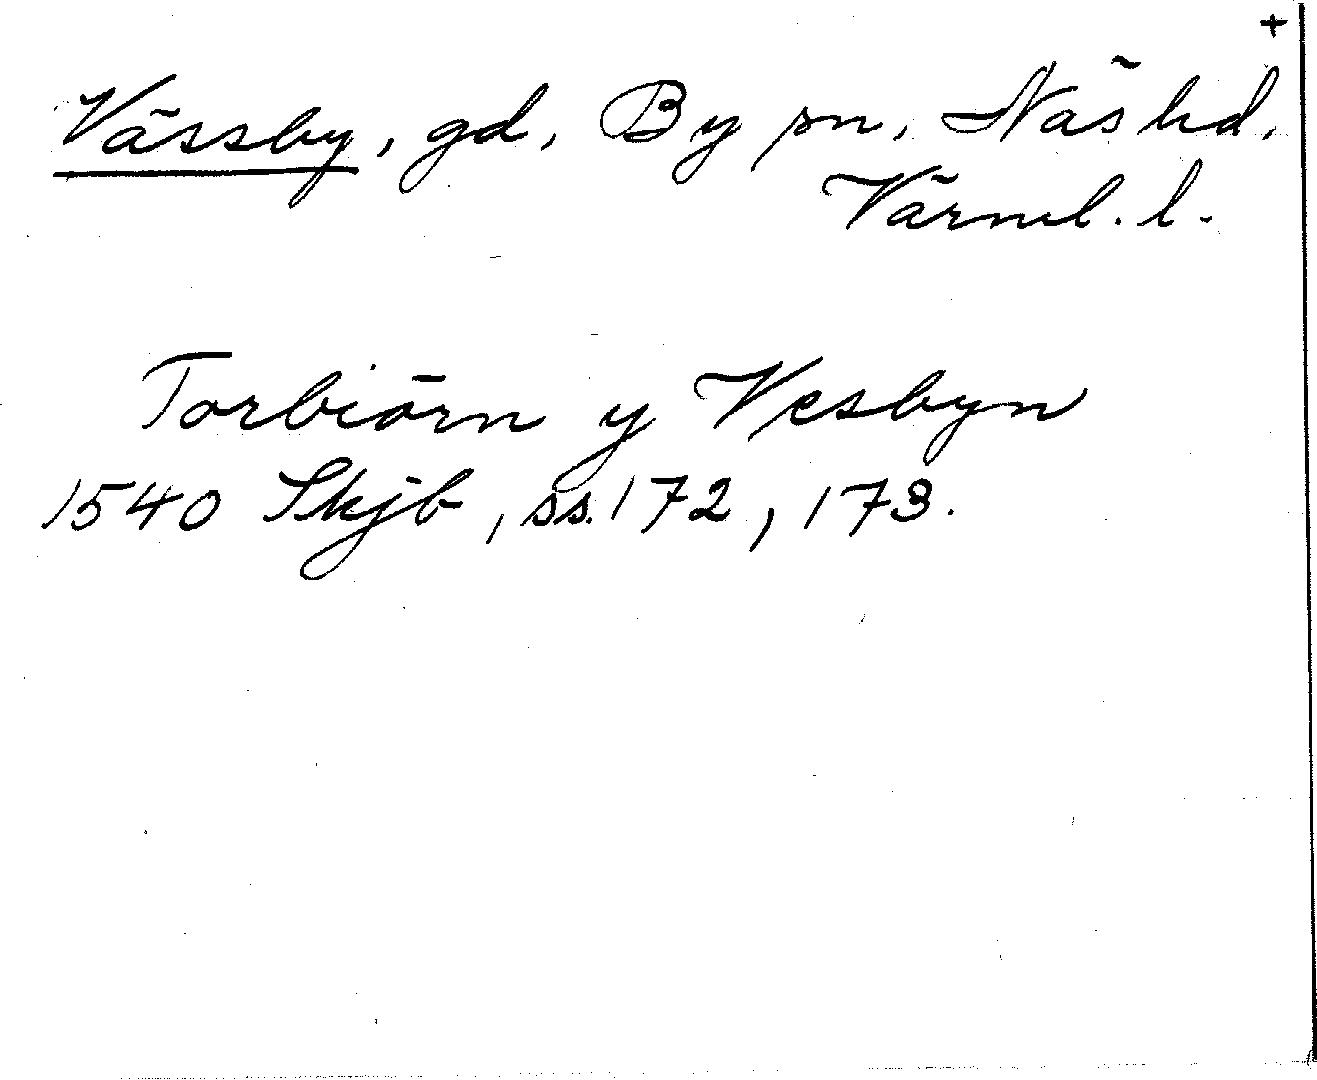 +
Vässby, gd, By sn, Näs hd,
Värml. l.
Torbiörn y Vesbyn
1540 Skjb, ss. 172, 173.